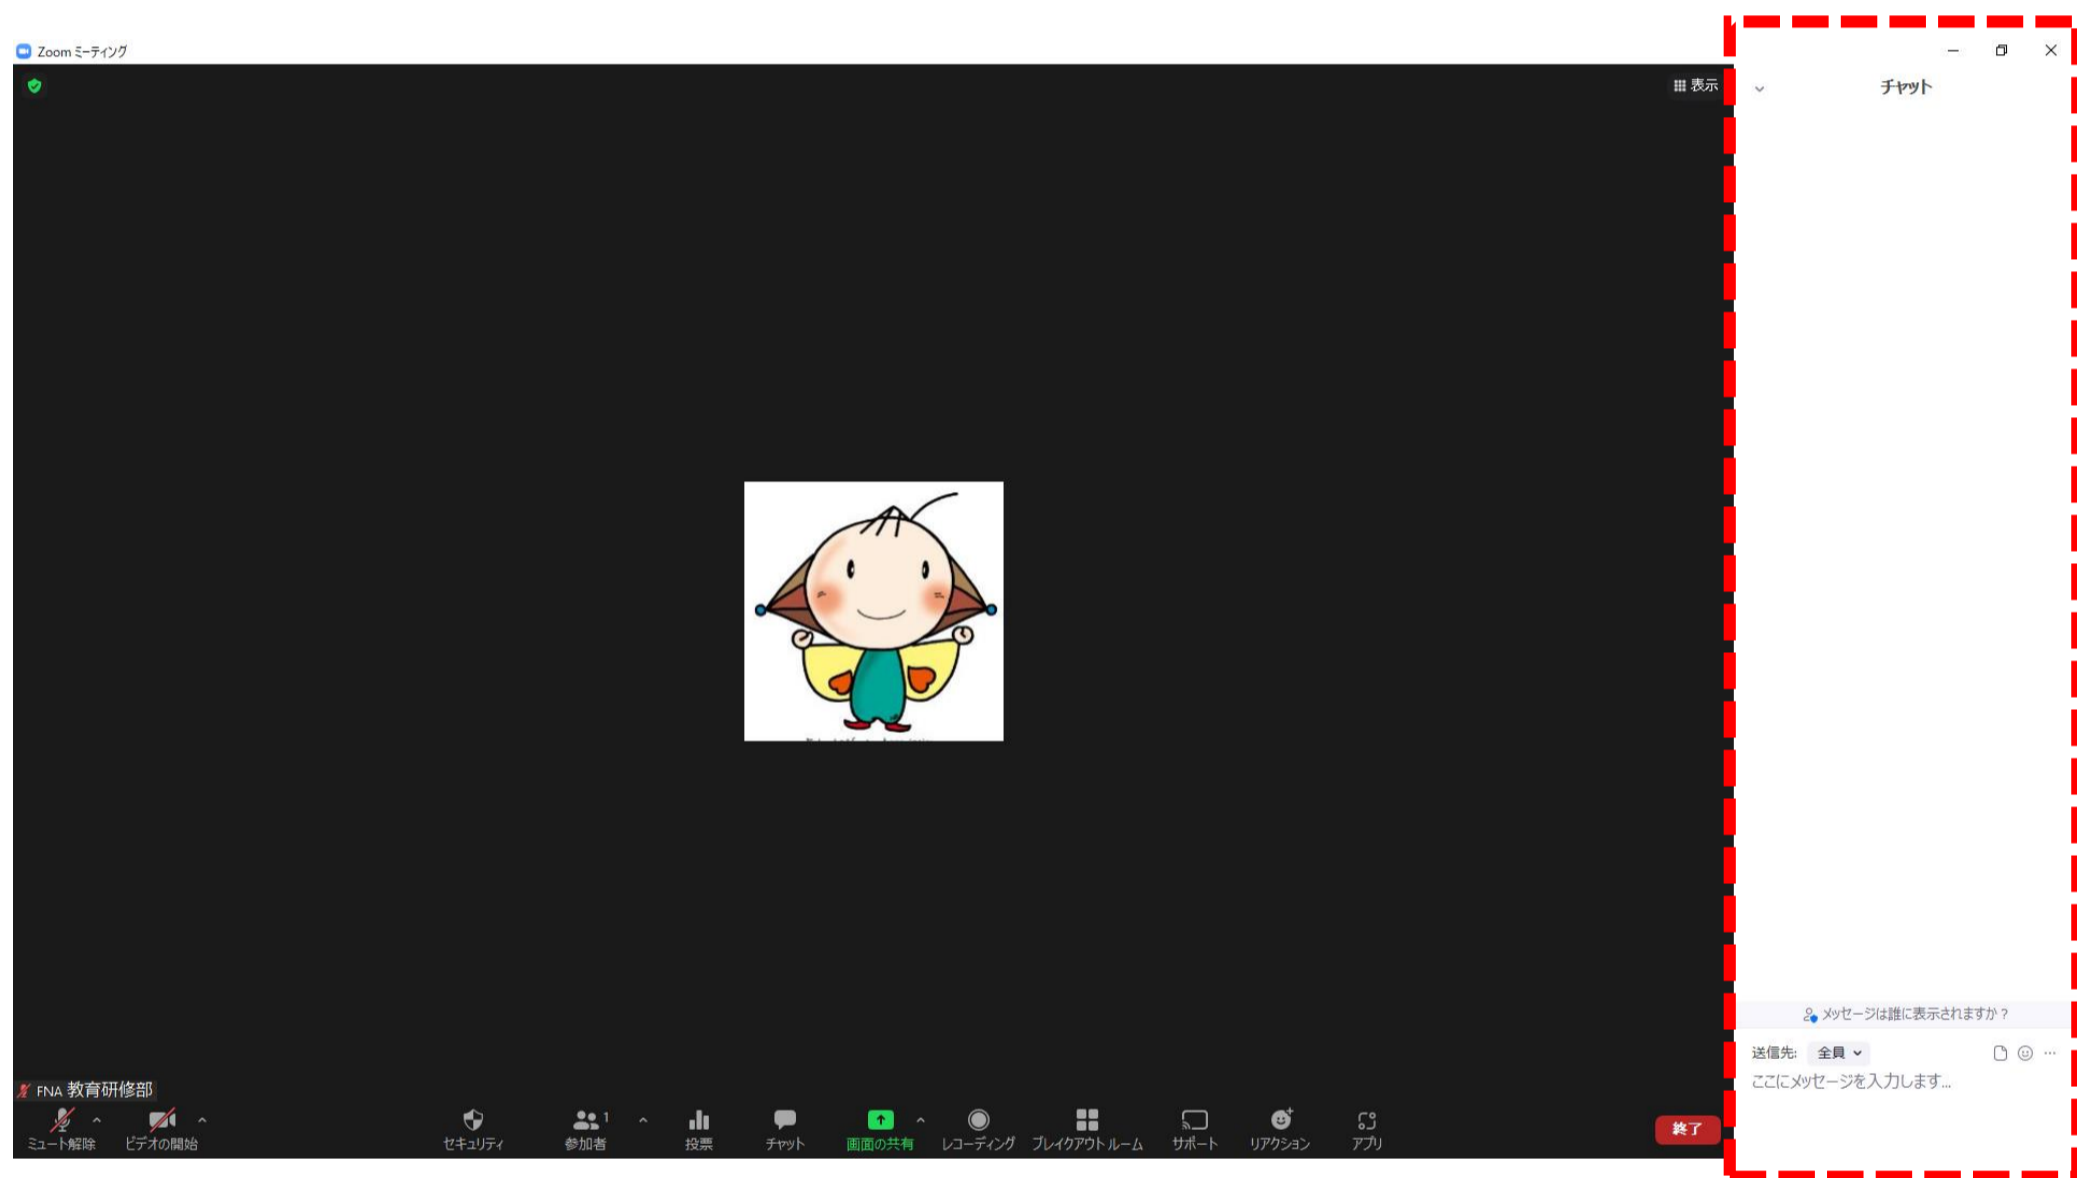 Zoom ミーティング
表示
チャット
メッセージは誰に表示されますか？
送信先: 全員
ここにメッセージを入力します...
FNA 教育研修部
ミュート解除
ビデオの開始
セキュリティ
参加者 1
投票
チャット
画面の共有
レコーディング
ブレイクアウト ルーム
サポート
リアクション
アプリ
終了